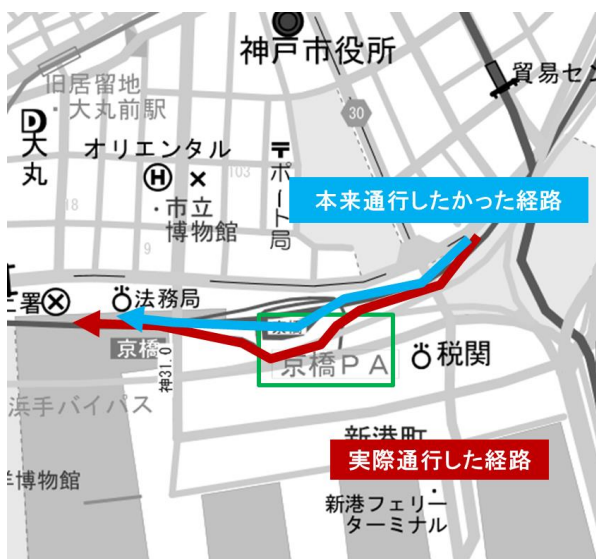 神戸市役所
貿易セン
旧居留地
・大丸前駅
30
D
大丸
オリエンタル
H
〒
ポート局
103
本来通行したかった経路
18
・市立
博物館
9
署
法務局
京橋
神31.0
京橋PA
税関
浜手バイパス
新港町
実際通行した経路
洋博物館
新港フェリー
ターミナル